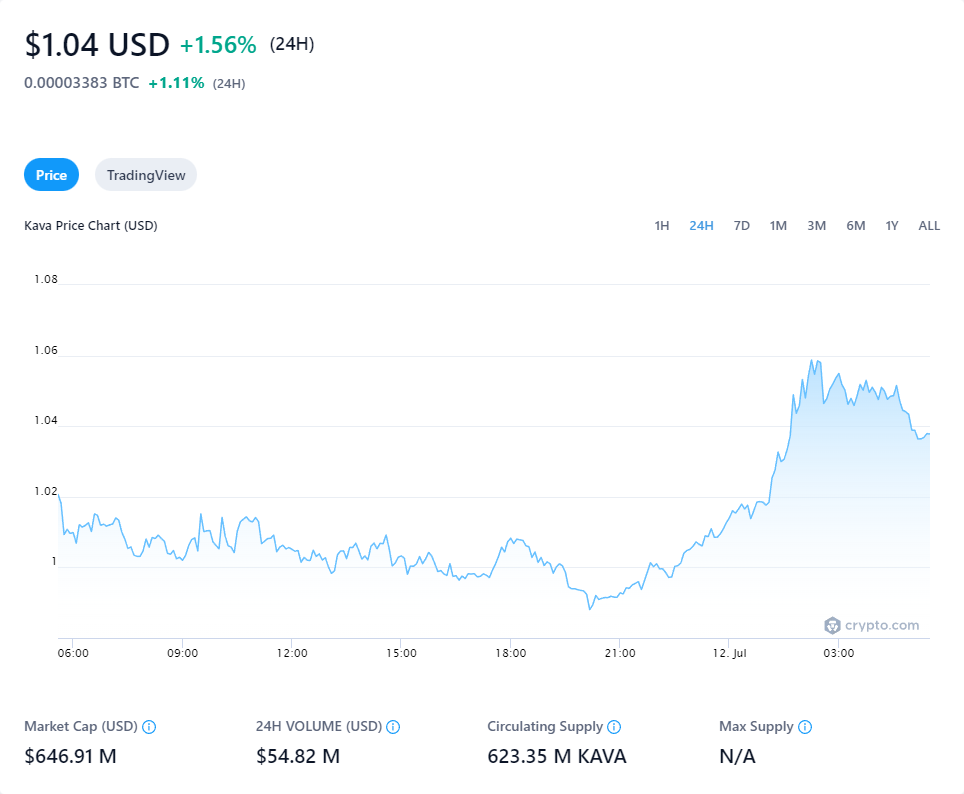 $1.04 USD +1.56% (24H)
0.00003383 BTC +1.11% (24H)
Price TradingView
Kava Price Chart (USD) 1H 24H 7D 1M 3M 6M 1Y ALL
1.08
1.06
1.04
1.02
1
crypto.com
06:00 09:00 12:00 15:00 18:00 21:00 12. Jul 03:00
Market Cap (USD) 24H VOLUME (USD) Circulating Supply Max Supply
$646.91 M $54.82 M 623.35 M KAVA N/A